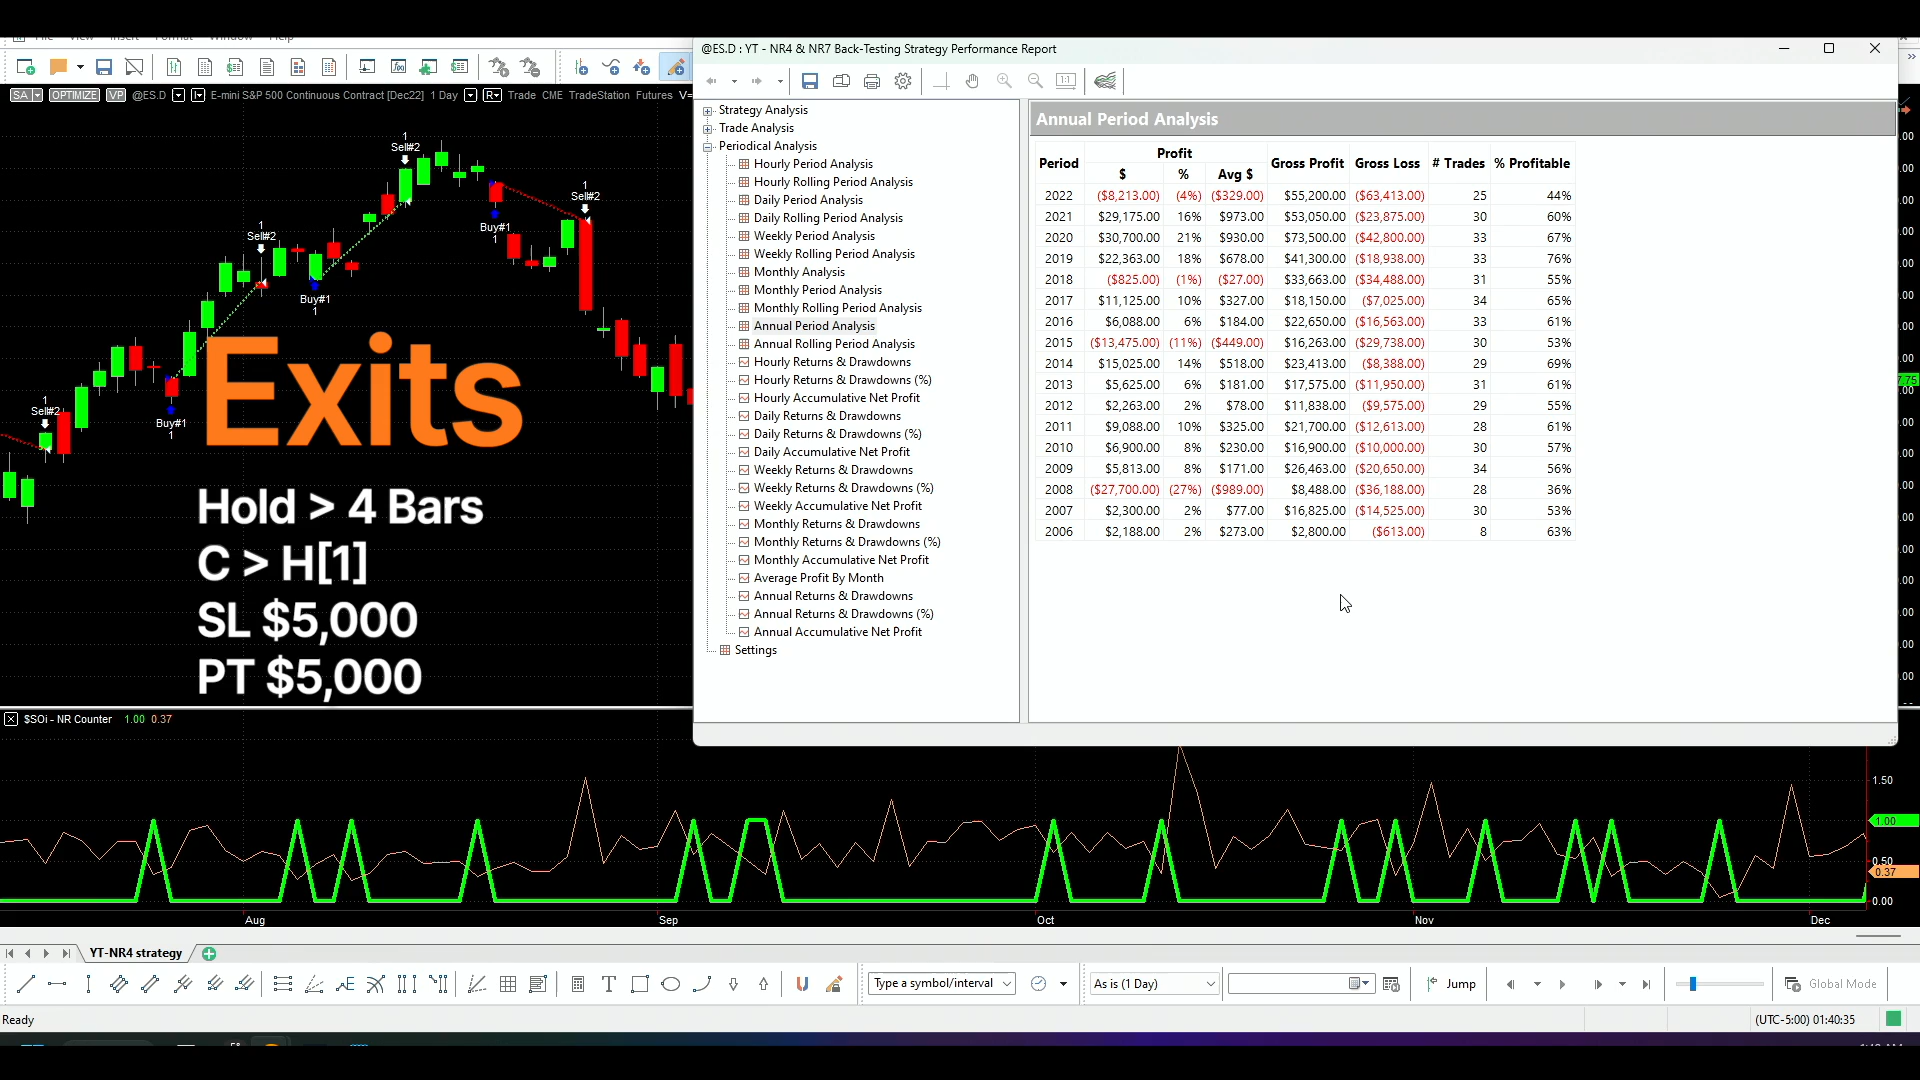 @ES.D : YT - NR4 & NR7 Back-Testing Strategy Performance Report
SA OPTIMIZE VP @ES.D E-mini S&P 500 Continuous Contract [Dec22] 1 Day R Trade CME TradeStation Futures V=
Strategy Analysis
Trade Analysis
Periodical Analysis
Hourly Period Analysis
Hourly Rolling Period Analysis
Daily Period Analysis
Daily Rolling Period Analysis
Weekly Period Analysis
Weekly Rolling Period Analysis
Monthly Analysis
Monthly Period Analysis
Monthly Rolling Period Analysis
Annual Period Analysis
Annual Rolling Period Analysis
Hourly Returns & Drawdowns
Hourly Returns & Drawdowns (%)
Hourly Accumulative Net Profit
Daily Returns & Drawdowns
Daily Returns & Drawdowns (%)
Daily Accumulative Net Profit
Weekly Returns & Drawdowns
Weekly Returns & Drawdowns (%)
Weekly Accumulative Net Profit
Monthly Returns & Drawdowns
Monthly Returns & Drawdowns (%)
Monthly Accumulative Net Profit
Average Profit By Month
Annual Returns & Drawdowns
Annual Returns & Drawdowns (%)
Annual Accumulative Net Profit
Settings
Annual Period Analysis
Period Profit Gross Profit Gross Loss # Trades % Profitable
$ % Avg $
2022 ($8,213.00) (4%) ($329.00) $55,200.00 ($63,413.00) 25 44%
2021 $29,175.00 16% $973.00 $53,050.00 ($23,875.00) 30 60%
2020 $30,700.00 21% $930.00 $73,500.00 ($42,800.00) 33 67%
2019 $22,363.00 18% $678.00 $41,300.00 ($18,938.00) 33 76%
2018 ($825.00) (1%) ($27.00) $33,663.00 ($34,488.00) 31 55%
2017 $11,125.00 10% $327.00 $18,150.00 ($7,025.00) 34 65%
2016 $6,088.00 6% $184.00 $22,650.00 ($16,563.00) 33 61%
2015 ($13,475.00) (11%) ($449.00) $16,263.00 ($29,738.00) 30 53%
2014 $15,025.00 14% $518.00 $23,413.00 ($8,388.00) 29 69%
2013 $5,625.00 6% $181.00 $17,575.00 ($11,950.00) 31 61%
2012 $2,263.00 2% $78.00 $11,838.00 ($9,575.00) 29 55%
2011 $9,088.00 10% $325.00 $21,700.00 ($12,613.00) 28 61%
2010 $6,900.00 8% $230.00 $16,900.00 ($10,000.00) 30 57%
2009 $5,813.00 8% $171.00 $26,463.00 ($20,650.00) 34 56%
2008 ($27,700.00) (27%) ($989.00) $8,488.00 ($36,188.00) 28 36%
2007 $2,300.00 2% $77.00 $16,825.00 ($14,525.00) 30 53%
2006 $2,188.00 2% $273.00 $2,800.00 ($613.00) 8 63%
1
Sell#2
1
Sell#2
1
Sell#2
1
Sell#2
Buy#1
1
Buy#1
1
Buy#1
1
Exits
Hold > 4 Bars
C > H[1]
SL $5,000
PT $5,000
$SOi - NR Counter 1.00 0.37
1.50
1.00
0.50
0.37
0.00
Aug Sep Oct Nov Dec
YT-NR4 strategy
Type a symbol/interval As is (1 Day) Jump Global Mode
Ready
(UTC-5:00) 01:40:35